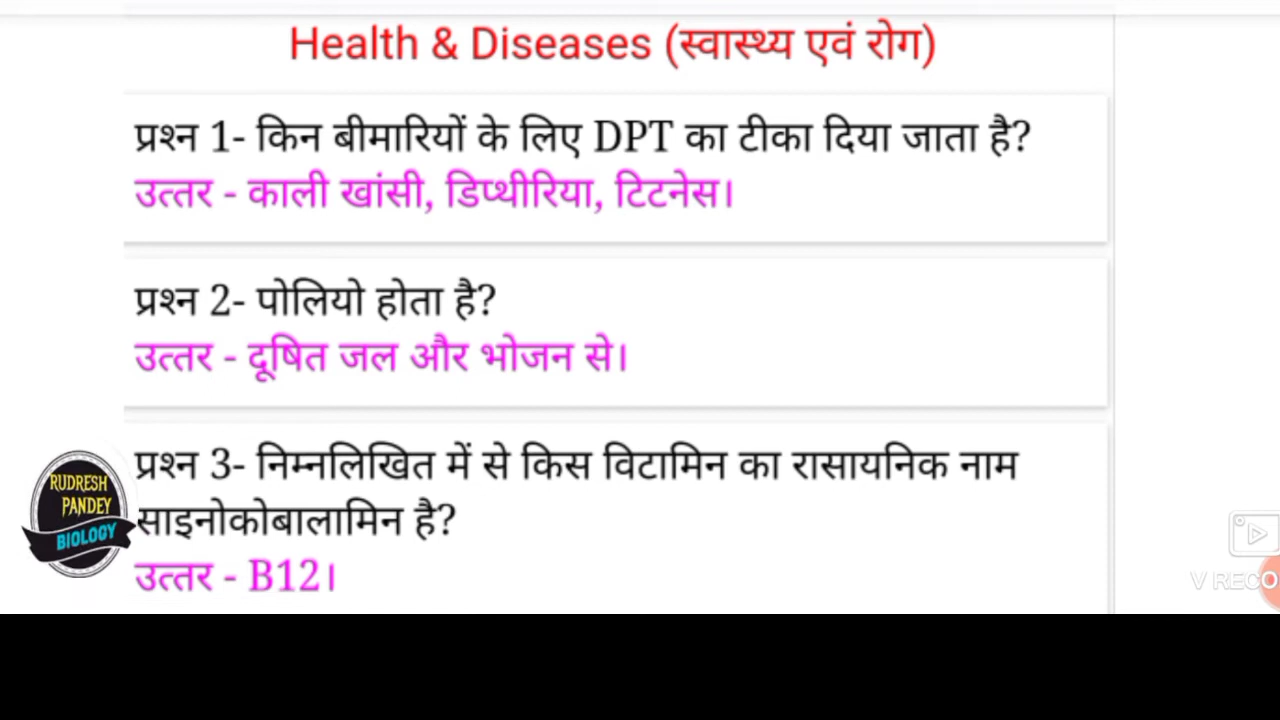 Health & Diseases (स्वास्थ्य एवं रोग)
प्रश्न 1- किन बीमारियों के लिए DPT का टीका दिया जाता है?
उत्तर - काली खांसी, डिप्थीरिया, टिटनेस।
प्रश्न 2- पोलियो होता है?
उत्तर - दूषित जल और भोजन से।
प्रश्न 3- निम्नलिखित में से किस विटामिन का रासायनिक नाम
साइनोकोबालामिन है?
उत्तर - B12।
RUDRESH
PANDEY
BIOLOGY
V RECO